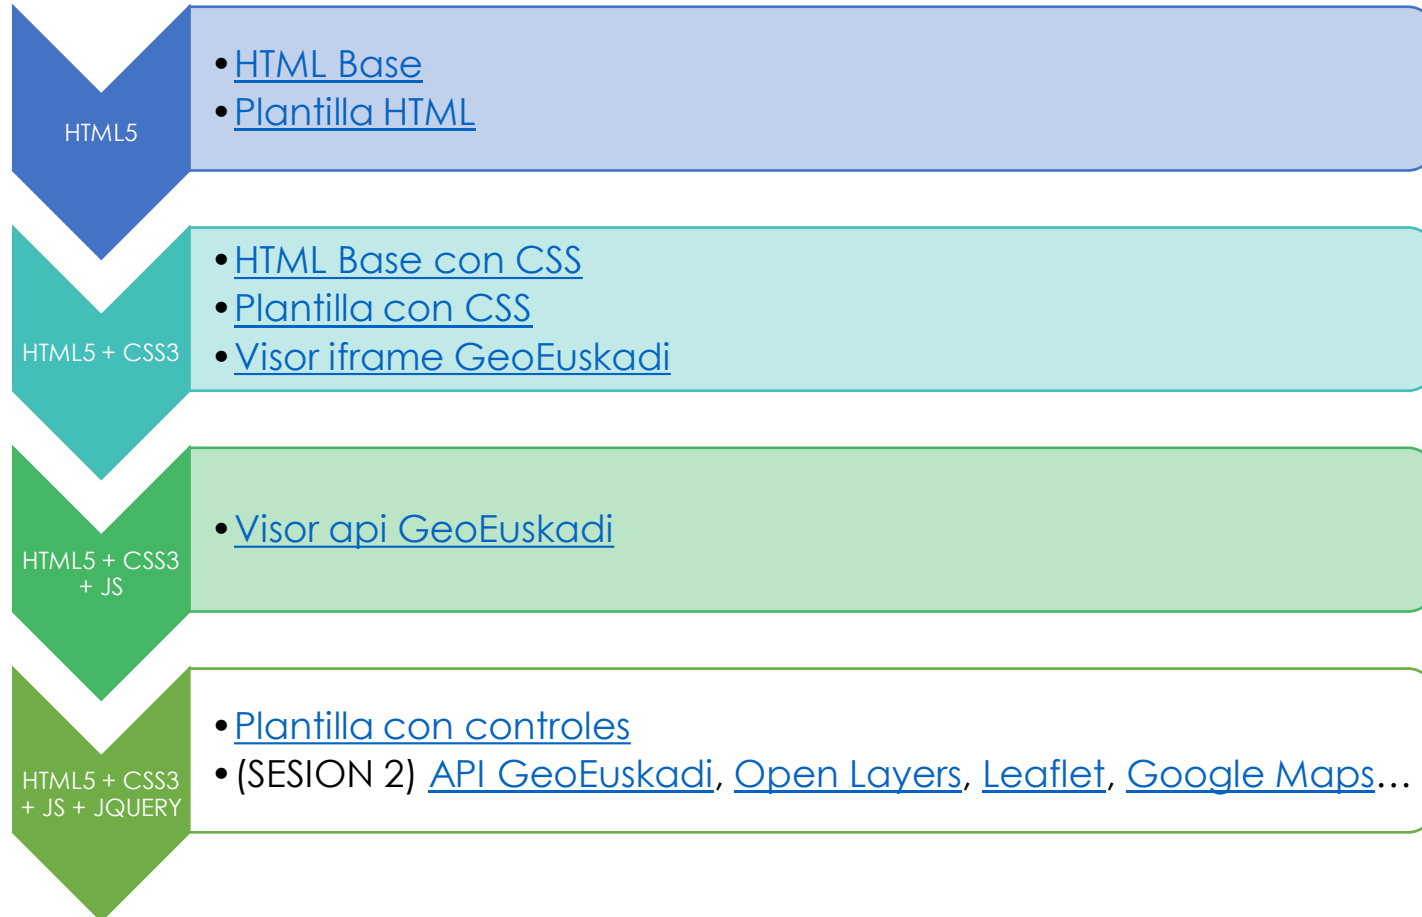 HTML5
•HTML Base
•Plantilla HTML
HTML5 + CSS3
•HTML Base con CSS
•Plantilla con CSS
•Visor iframe GeoEuskadi
HTML5 + CSS3
+ JS
•Visor api GeoEuskadi
HTML5 + CSS3
+ JS + JQUERY
•Plantilla con controles
•(SESION 2) API GeoEuskadi, Open Layers, Leaflet, Google Maps…